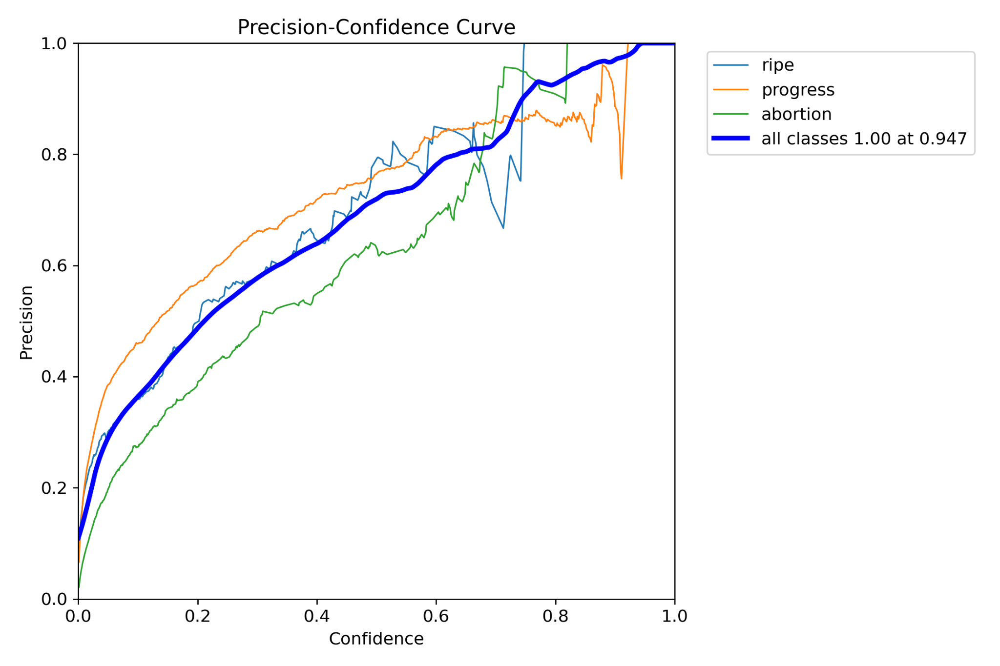 Precision-Confidence Curve
1.0
0.8
0.6
0.4
0.2
0.0
Precision
0.0 0.2 0.4 0.6 0.8 1.0
Confidence
ripe
progress
abortion
all classes 1.00 at 0.947